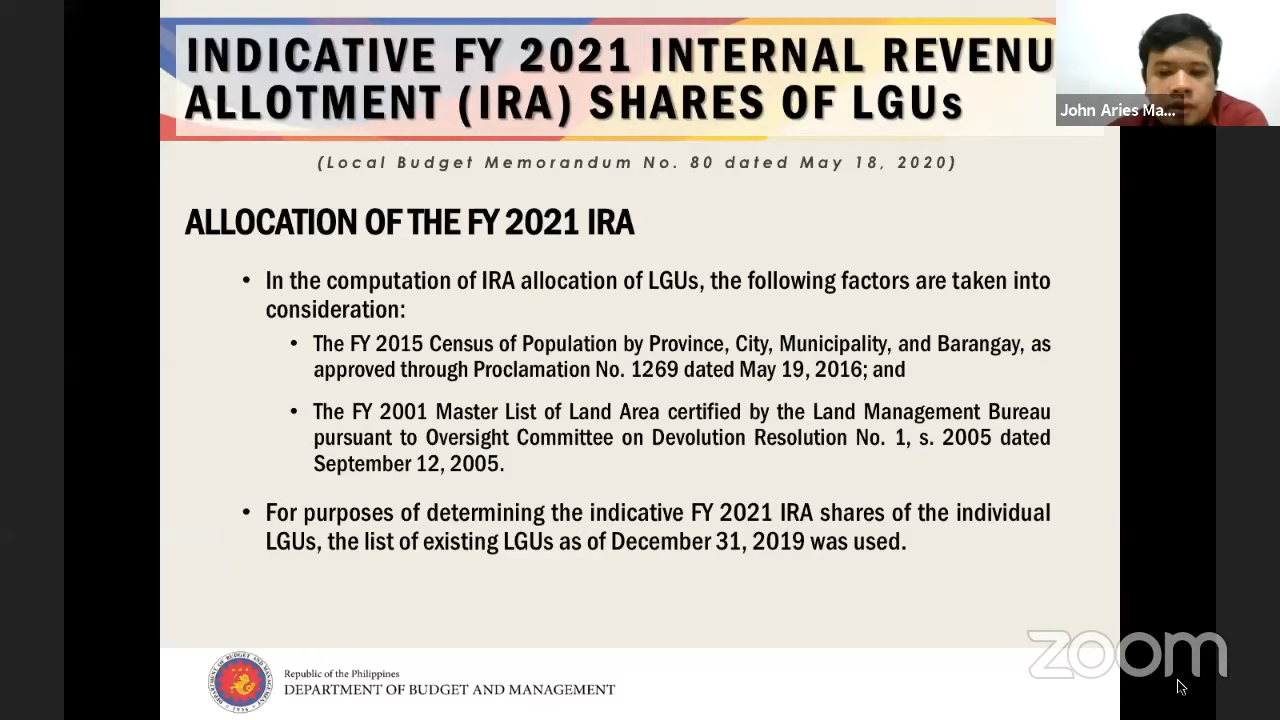 INDICATIVE FY 2021 INTERNAL REVENU
ALLOTMENT (IRA) SHARES OF LGUs
John Aries Ma...
(Local Budget Memorandum No. 80 dated May 18, 2020)
ALLOCATION OF THE FY 2021 IRA
• In the computation of IRA allocation of LGUs, the following factors are taken into
consideration:
• The FY 2015 Census of Population by Province, City, Municipality, and Barangay, as
approved through Proclamation No. 1269 dated May 19, 2016; and
• The FY 2001 Master List of Land Area certified by the Land Management Bureau
pursuant to Oversight Committee on Devolution Resolution No. 1, s. 2005 dated
September 12, 2005.
• For purposes of determining the indicative FY 2021 IRA shares of the individual
LGUs, the list of existing LGUs as of December 31, 2019 was used.
zoom
DEPARTMENT OF BUDGET AND MANAGEMENT
1936
Republic of the Philippines
DEPARTMENT OF BUDGET AND MANAGEMENT